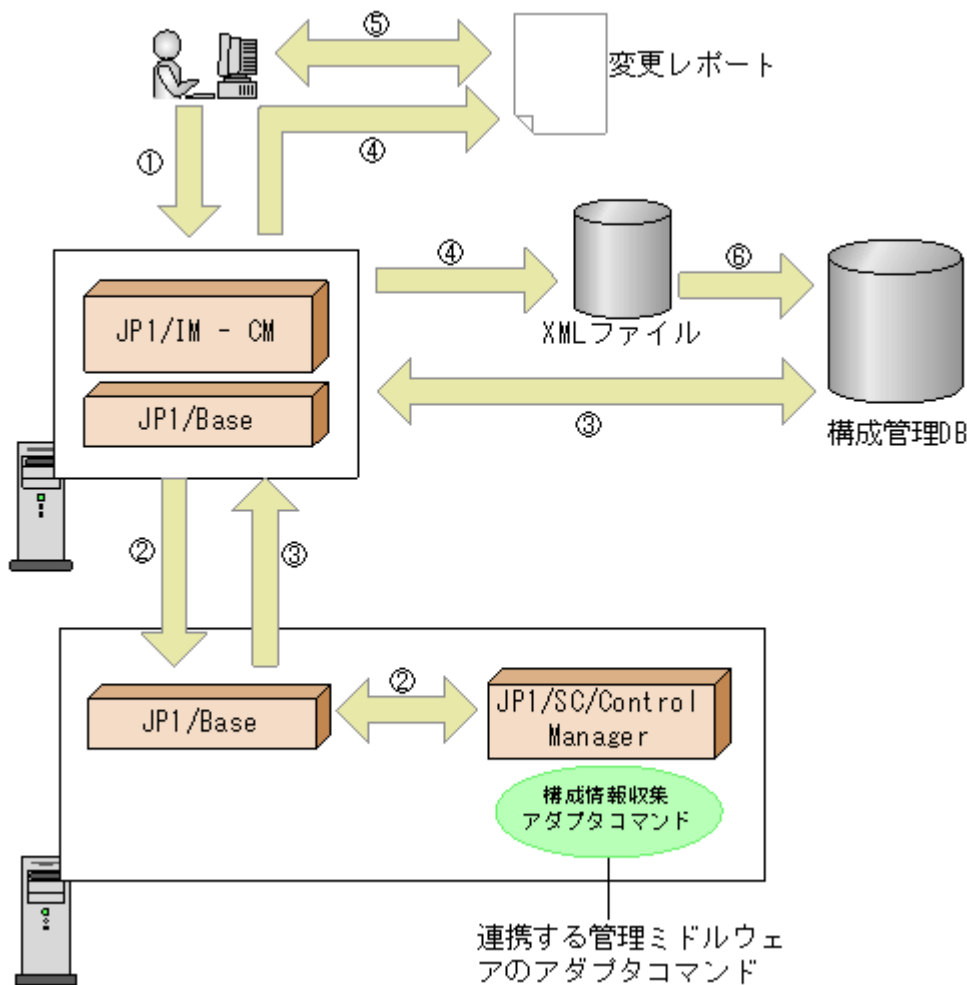 ⑤
変更レポート
①
④
④
⑥
JP1/IM - CM
XMLファイル
JP1/Base
③
構成管理DB
②
③
②
JP1/Base
JP1/SC/Control
Manager
構成情報収集
アダプタコマンド
連携する管理ミドルウェ
アのアダプタコマンド